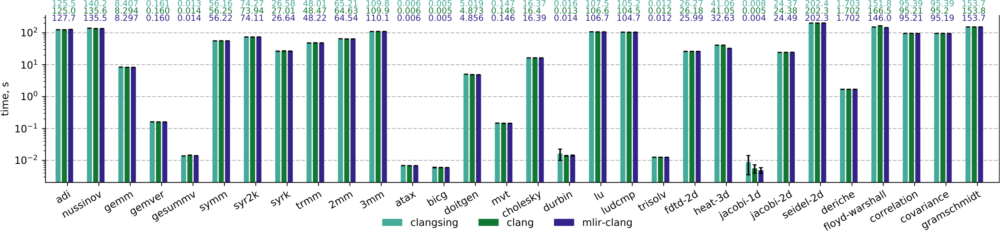 125.5 140.2 8.407 0.161 0.013 56.16 74.27 26.58 48.01 65.21 109.8 0.006 0.005 5.019 0.147 16.37 0.016 107.5 105.2 0.012 26.27 41.06 0.008 24.37 202.4 1.703 151.8 95.39 95.39 153.7
125.0 135.6 8.294 0.160 0.014 56.25 73.94 27.01 48.47 64.63 109.9 0.006 0.005 4.873 0.146 16.4 0.013 106.6 104.5 0.012 26.18 41.05 0.005 24.38 202.3 1.702 166.5 95.21 95.2 153.8
127.7 135.5 8.297 0.160 0.014 56.22 74.11 26.64 48.22 64.54 110.1 0.006 0.005 4.856 0.146 16.39 0.014 106.7 104.7 0.012 25.99 32.63 0.004 24.49 202.3 1.702 146.0 95.21 95.19 153.7
10²
10¹
10⁰
10⁻¹
10⁻²
time, s
adi nussinov gemm gemver gesummv symm syr2k syrk trmm 2mm 3mm atax bicg doitgen mvt cholesky durbin lu ludcmp trisolv fdtd-2d heat-3d jacobi-1d jacobi-2d seidel-2d deriche floyd-warshall correlation covariance gramschmidt
clangsing clang mlir-clang